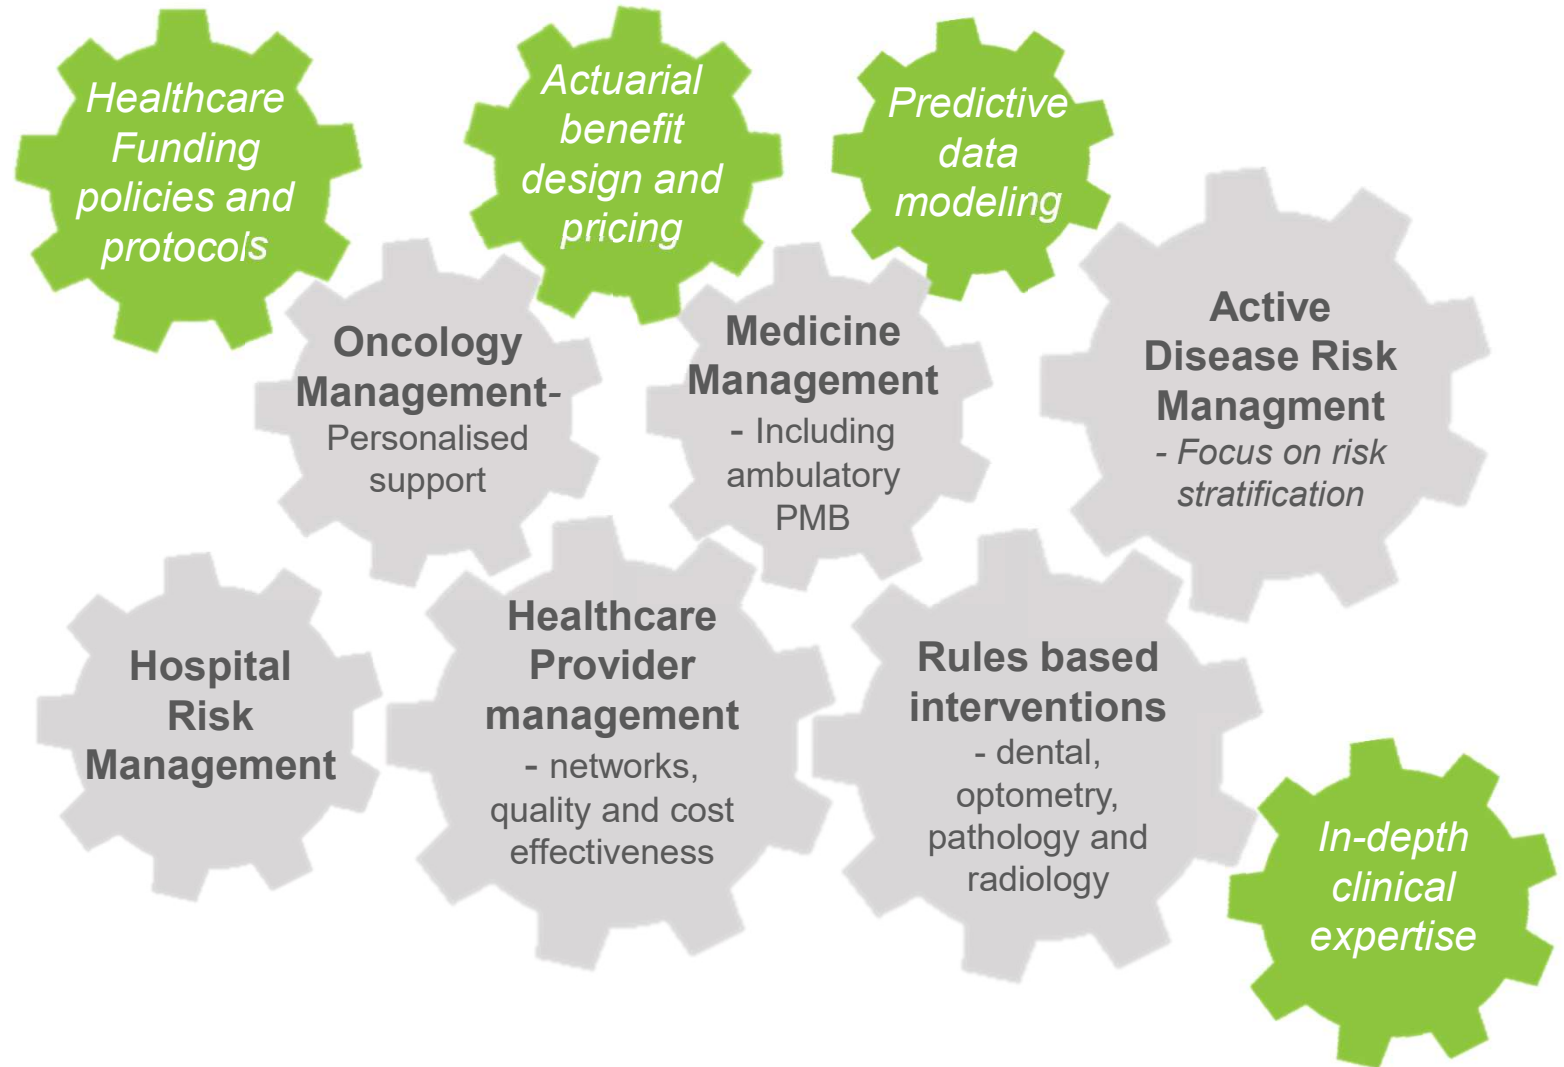 Healthcare
Funding
policies and
protocols
Actuarial
benefit
design and
pricing
Predictive
data
modeling
Oncology
Management-
Personalised
support
Medicine
Management
- Including
ambulatory
PMB
Active
Disease Risk
Managment
- Focus on risk
stratification
Hospital
Risk
Management
Healthcare
Provider
management
- networks,
quality and cost
effectiveness
Rules based
interventions
- dental,
optometry,
pathology and
radiology
In-depth
clinical
expertise